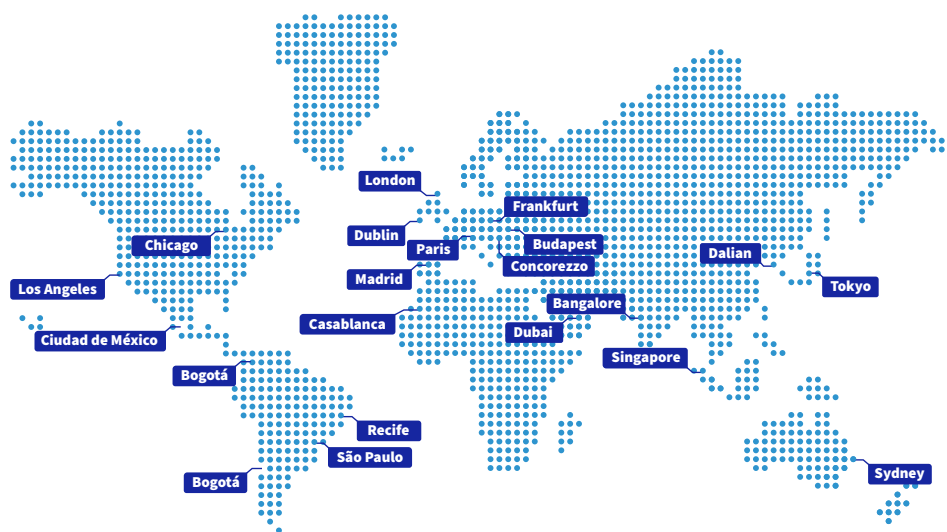 London
Frankfurt
Dublin
Chicago
Budapest
Paris
Dalian
Concorezzo
Madrid
Los Angeles
Tokyo
Bangalore
Casablanca
Dubai
Ciudad de México
Singapore
Bogotá
Recife
São Paulo
Sydney
Bogotá